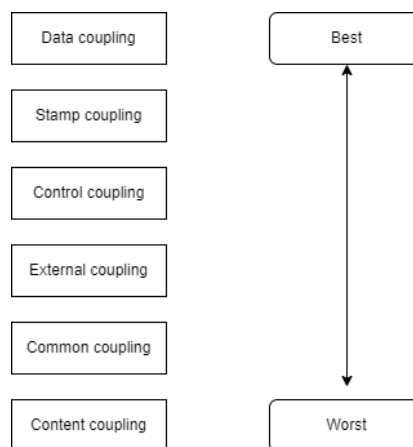 Data coupling
Best
Stamp coupling
Control coupling
External coupling
Common coupling
Content coupling
Worst